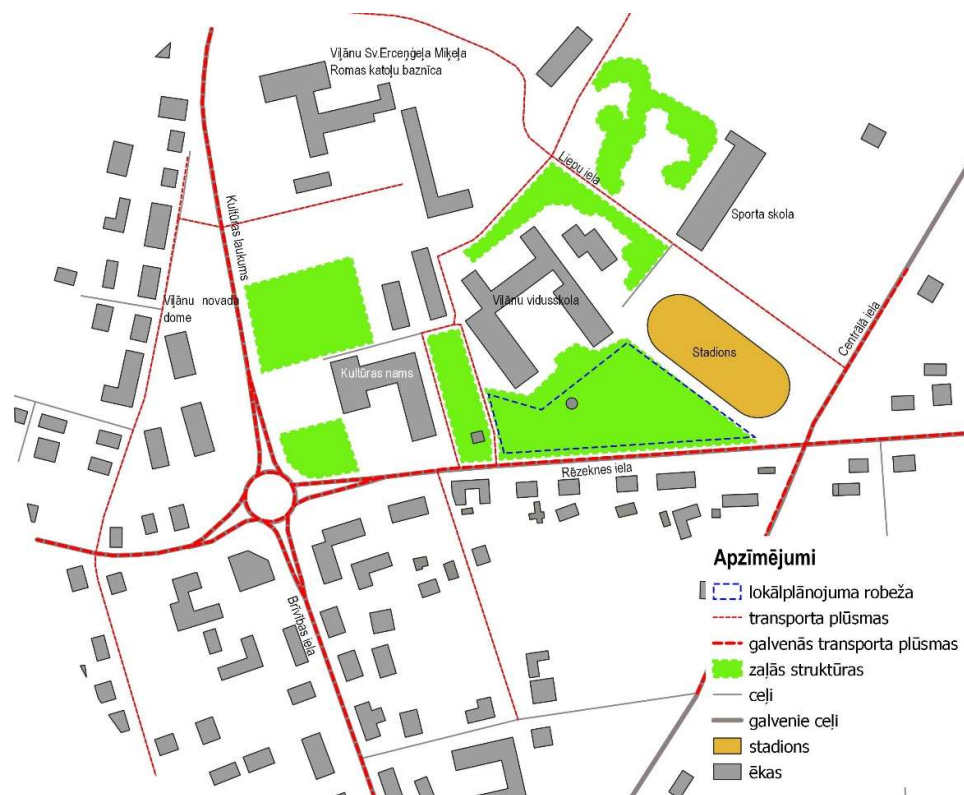 Viļānu Sv.Erceņģeļa Miķeļa
Romas katoļu baznīca
Liepu iela
Sporta skola
Kultūras laukums
Viļānu novada
dome
Viļānu vidusskola
Centrālā iela
Stadions
Kultūras nams
Rēzeknes iela
Brīvības iela
Apzīmējumi
lokālplānojuma robeža
transporta plūsmas
galvenās transporta plūsmas
zaļās struktūras
ceļi
galvenie ceļi
stadions
ēkas